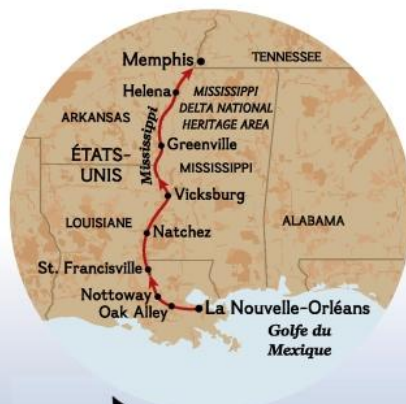 Memphis
TENNESSEE
Helena
MISSISSIPPI
DELTA NATIONAL
HERITAGE AREA
ARKANSAS
Mississippi
Greenville
ÉTATS-
UNIS
MISSISSIPPI
Vicksburg
LOUISIANE
Natchez
ALABAMA
St. Francisville
Nottoway
Oak Alley
La Nouvelle-Orléans
Golfe du
Mexique